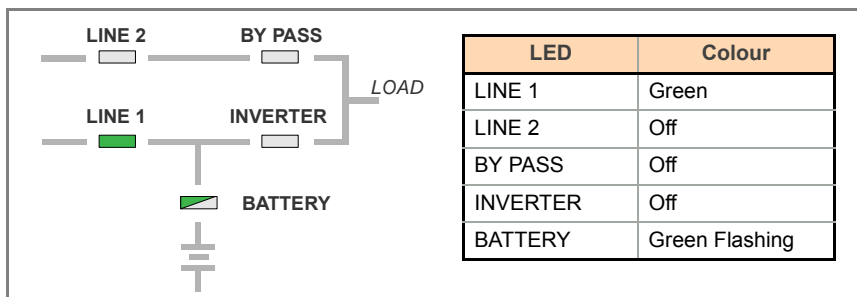 LINE 2 BY PASS
LOAD
LINE 1 INVERTER
BATTERY
LED Colour
LINE 1 Green
LINE 2 Off
BY PASS Off
INVERTER Off
BATTERY Green Flashing